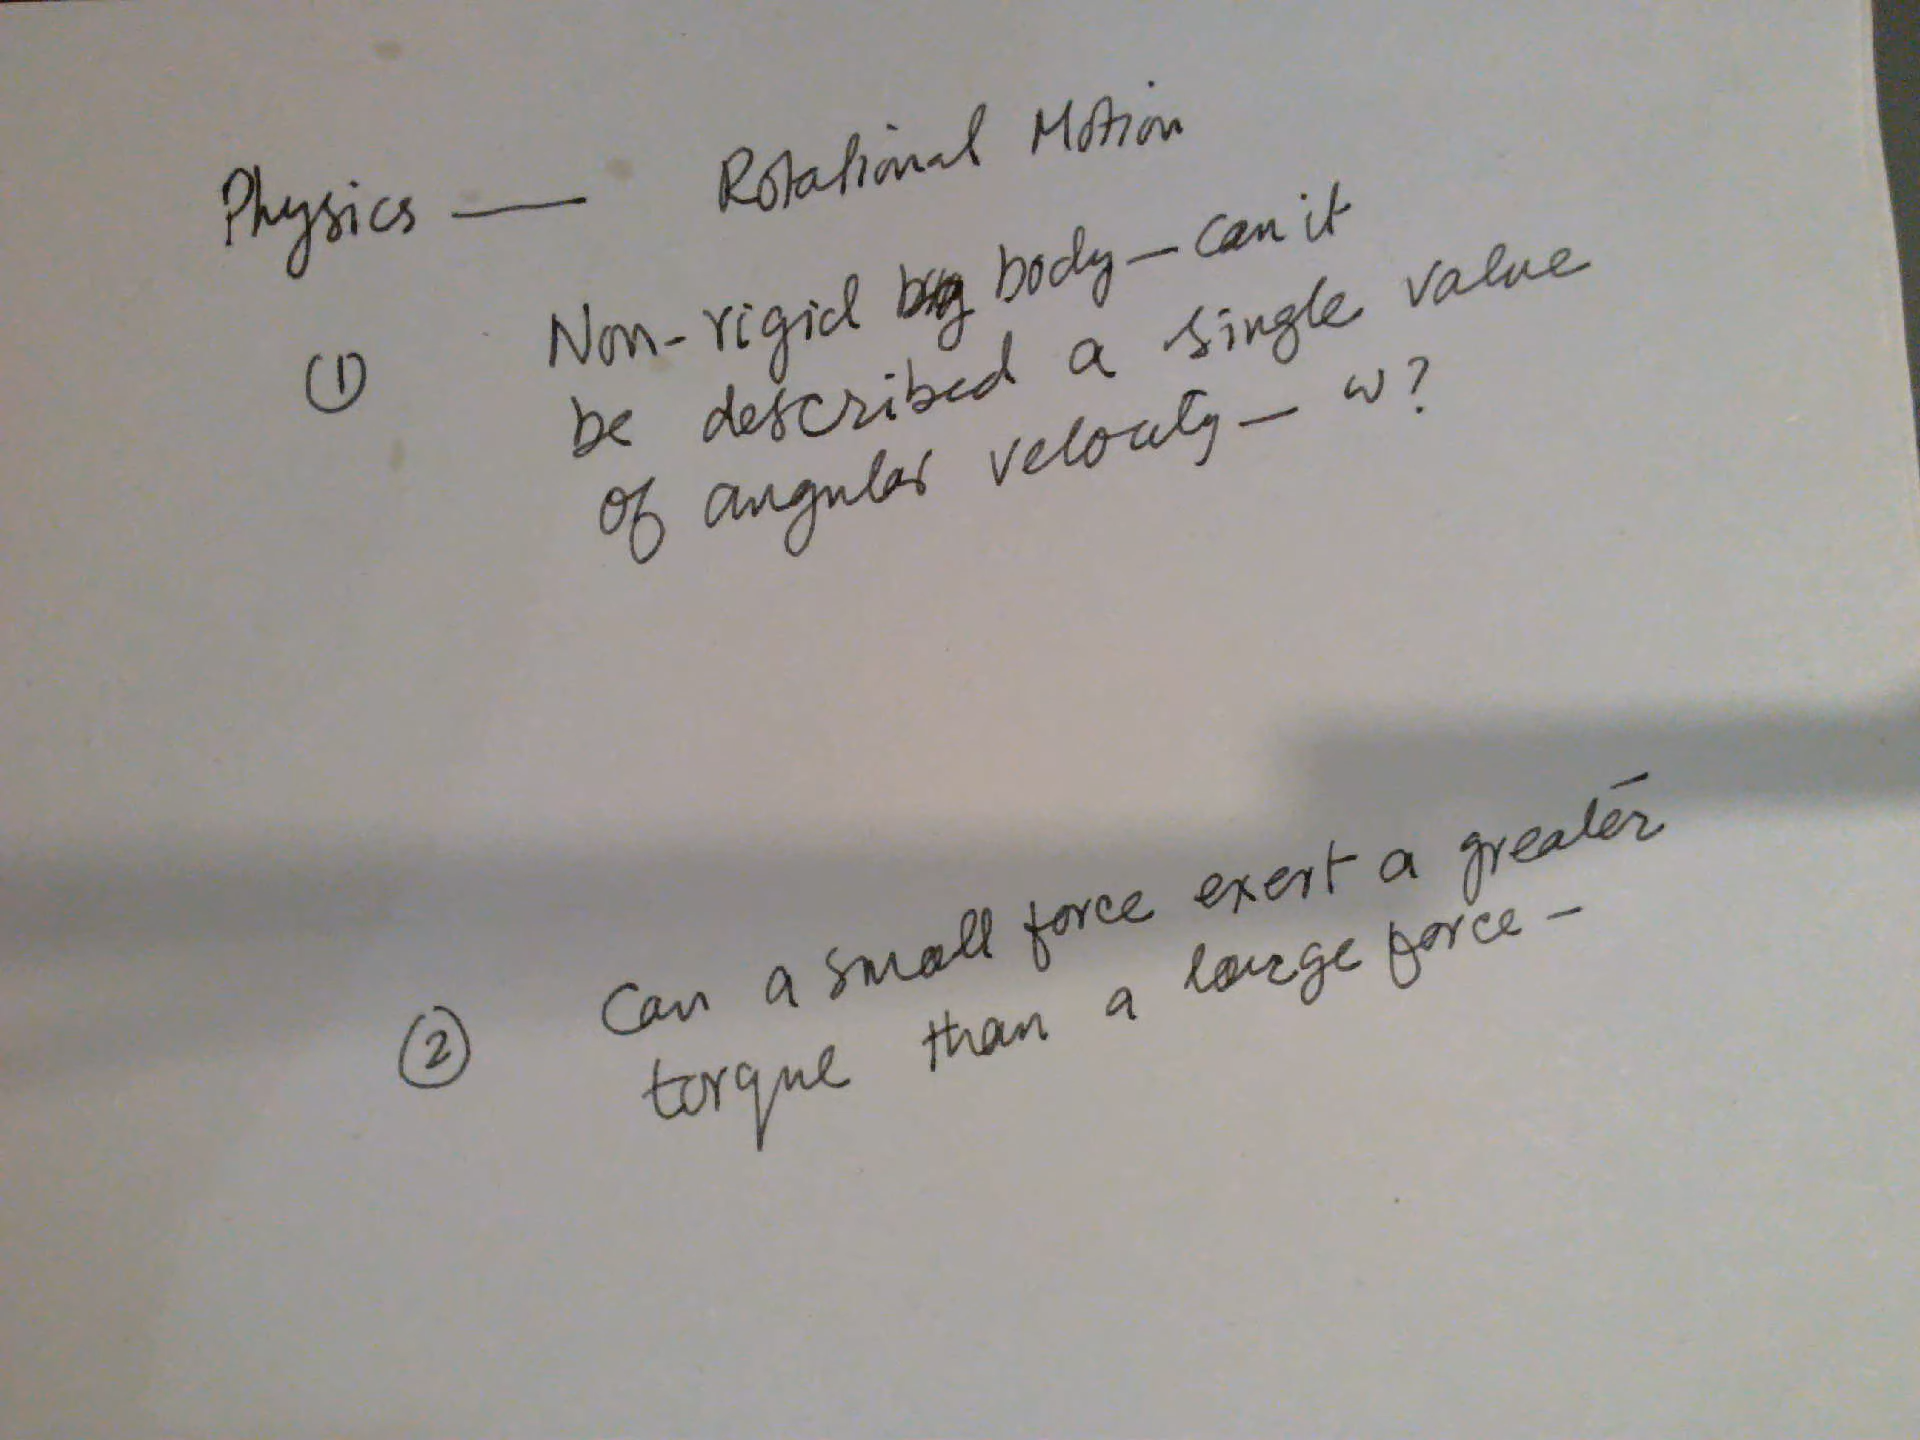 Physics — Rotational Motion
① Non-rigid body – can it
be described a single value
of angular velocity – ω?
② Can a small force exert a greater
torque than a large force –